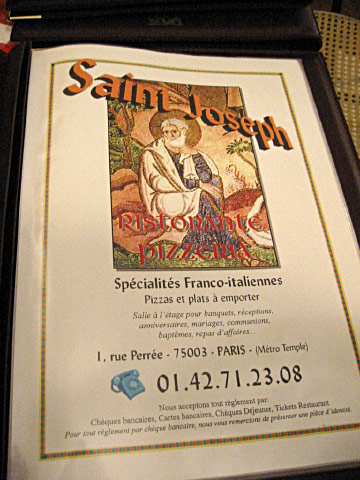 Saint Joseph
RISTORANTE
PIZZERIA
Spécialités Franco-italiennes
Pizzas et plats à emporter
Salle à l'étage pour banquets, réceptions,
anniversaires, mariages, communions,
baptêmes, repas d'affaires...
1, rue Perrée - 75003 - PARIS - (Métro Temple)
01.42.71.23.08
Nous acceptons tout règlement par:
Chèques bancaires, Cartes bancaires, Chèques Déjeunes, Tickets Restaurant
Pour tout règlement par chèque bancaire, nous vous remercions de présenter une pièce d'identité